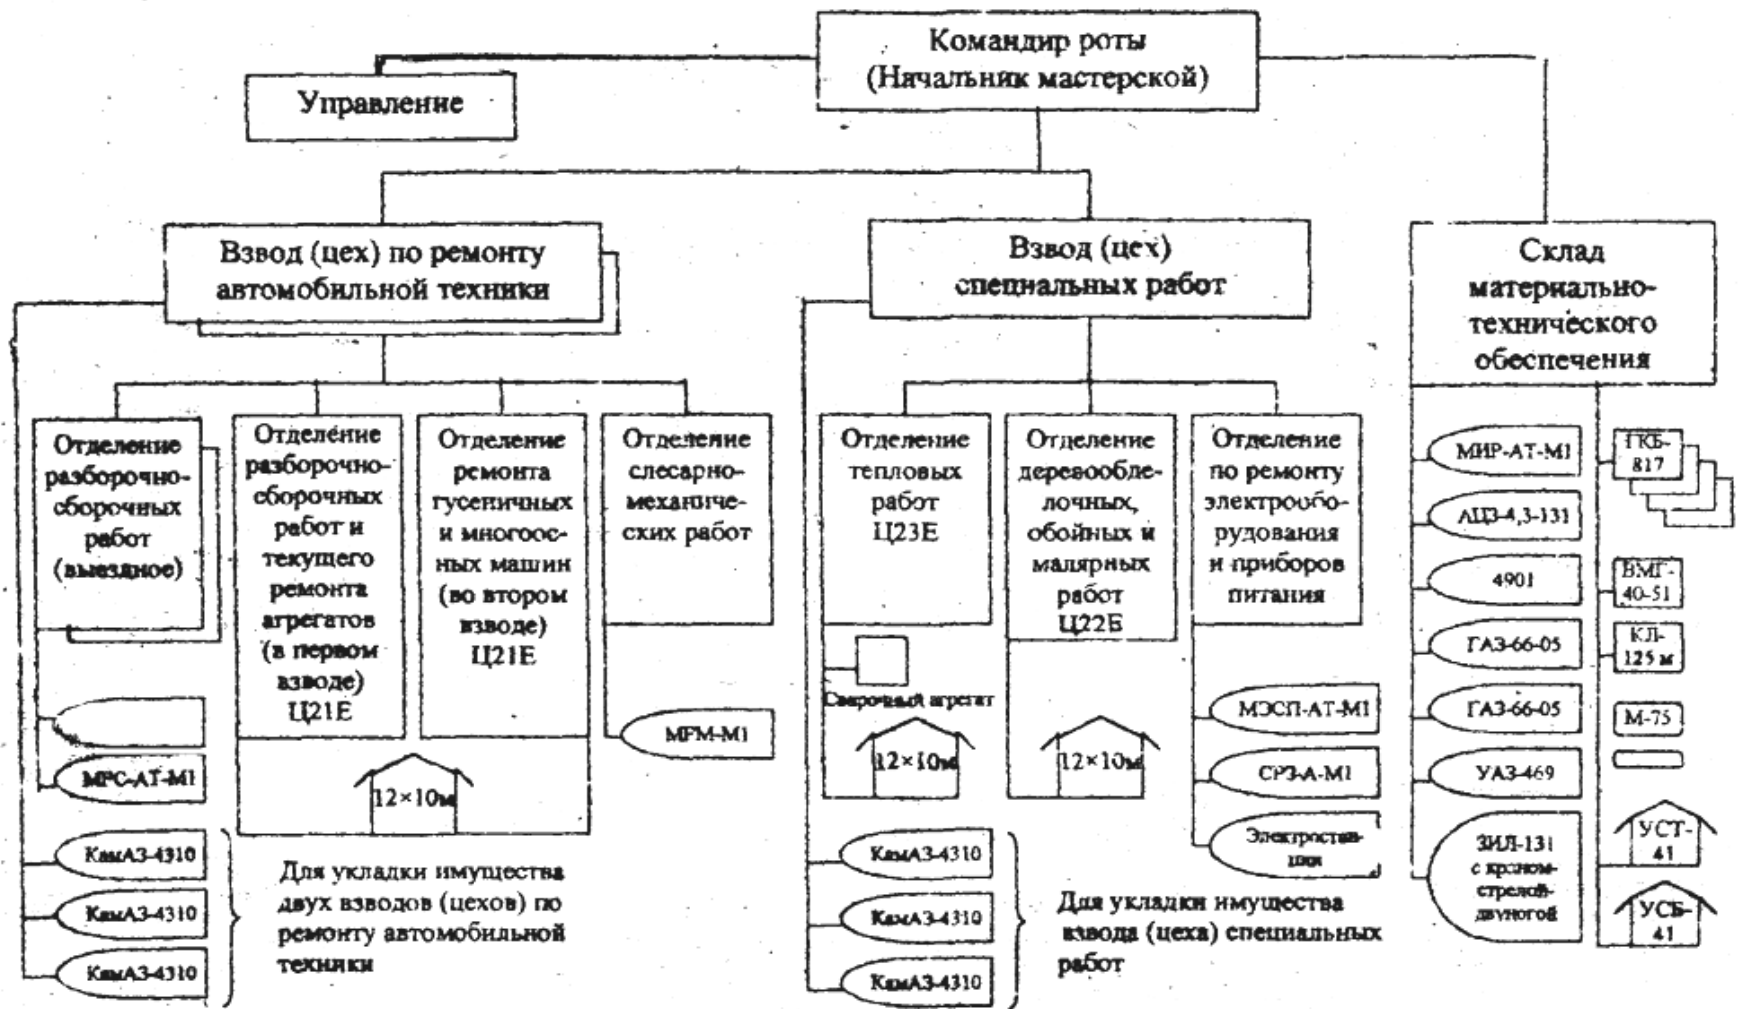 Командир роты
(Начальник мастерской)
Управление
Взвод (цех) по ремонту
автомобильной техники
Взвод (цех)
специальных работ
Склад
материально-
технического
обеспечения
Отделение
разборочно-
сборочных
работ
(выездное)
Отделение
разборочно-
сборочных
работ и
текущего
ремонта
агрегатов
(в первом
взводе)
Ц21Е
Отделение
ремонта
гусеничных
и многоос-
ных машин
(во втором
взводе)
Ц21Е
Отделение
слесарно-
механиче-
ских работ
Отделение
тепловых
работ
Ц23Е
Отделение
деревообде-
лочных,
обойных и
малярных
работ
Ц22Е
Отделение
по ремонту
электрообо-
рудования
и приборов
питания
МРС-АТ-М1
12×10м
МРМ-М1
Сварочный агрегат
12×10м
12×10м
МЭСП-АТ-М1
СРЗ-А-М1
Электростан-
ция
КамАЗ-4310
КамАЗ-4310
КамАЗ-4310
Для укладки имущества
двух взводов (цехов) по
ремонту автомобильной
техники
КамАЗ-4310
КамАЗ-4310
КамАЗ-4310
Для укладки имущества
взвода (цеха) специальных
работ
МИР-АТ-М1
АЦЗ-4,3-131
4901
ГАЗ-66-05
ГАЗ-66-05
УАЗ-469
ЗИЛ-131
с краном-
стрелой-
двуногой
ГКБ-
817
ВМГ-
40-51
КЛ-
125 м
М-75
УСТ-
41
УСБ-
41